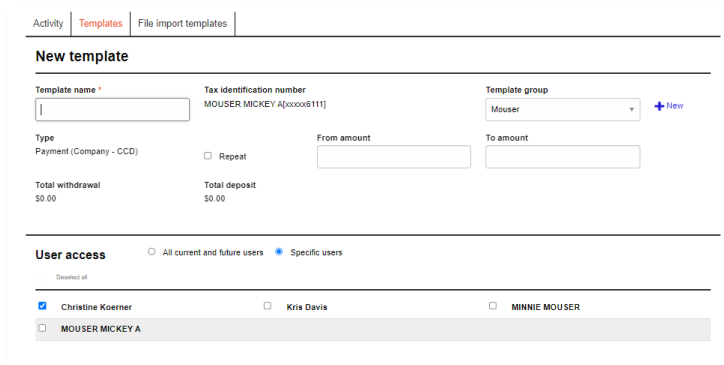 Activity Templates File import templates
New template
Template name * Tax identification number Template group
MOUSER MICKEY A[xxxxx6111] Mouser New
Type From amount To amount
Payment (Company - CCD) Repeat
Total withdrawal Total deposit
$0.00 $0.00
User access All current and future users Specific users
Deselect all
Christine Koerner Kris Davis MINNIE MOUSER
MOUSER MICKEY A